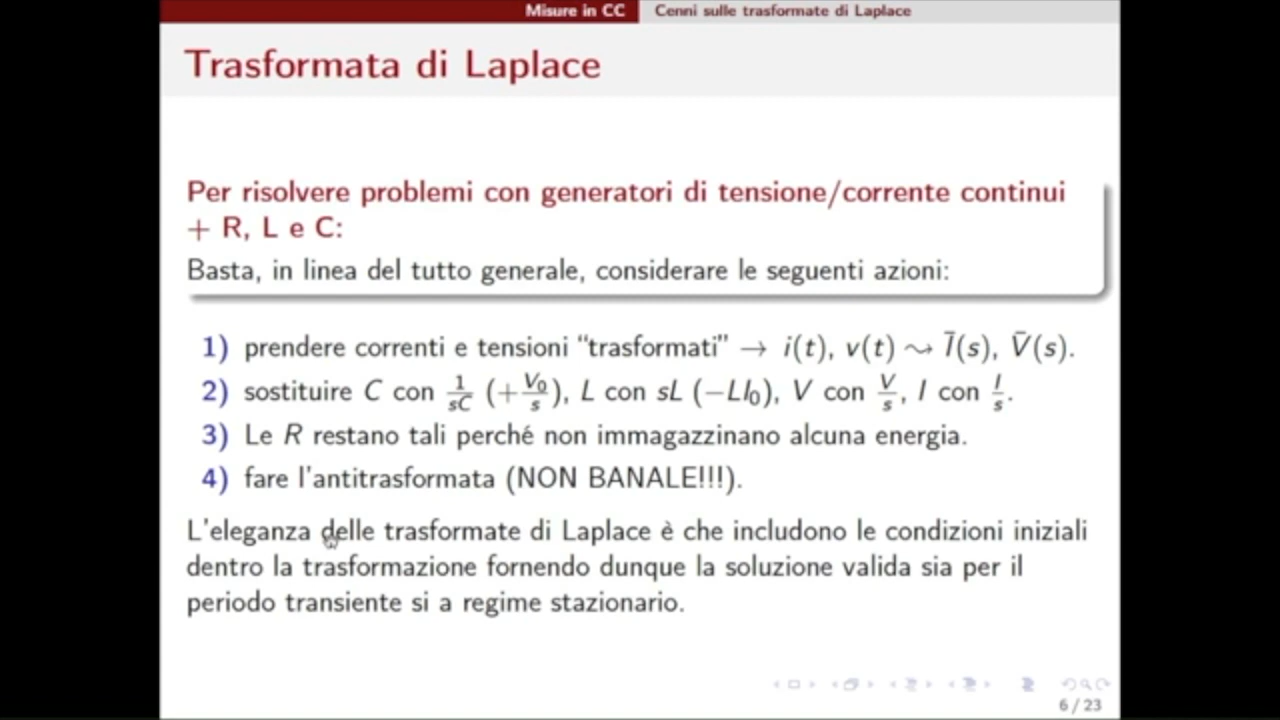 Misure in CC
Cenni sulle trasformate di Laplace
Trasformata di Laplace
Per risolvere problemi con generatori di tensione/corrente continui
+ R, L e C:
Basta, in linea del tutto generale, considerare le seguenti azioni:
1) prendere correnti e tensioni “trasformati” → i(t), v(t) ⇝ Ī(s), V̄(s).
2) sostituire C con 1/sC (+V₀/s), L con sL (−LI₀), V con V/s, I con I/s.
3) Le R restano tali perché non immagazzinano alcuna energia.
4) fare l'antitrasformata (NON BANALE!!!).
L'eleganza delle trasformate di Laplace è che includono le condizioni iniziali
dentro la trasformazione fornendo dunque la soluzione valida sia per il
periodo transiente si a regime stazionario.
6 / 23